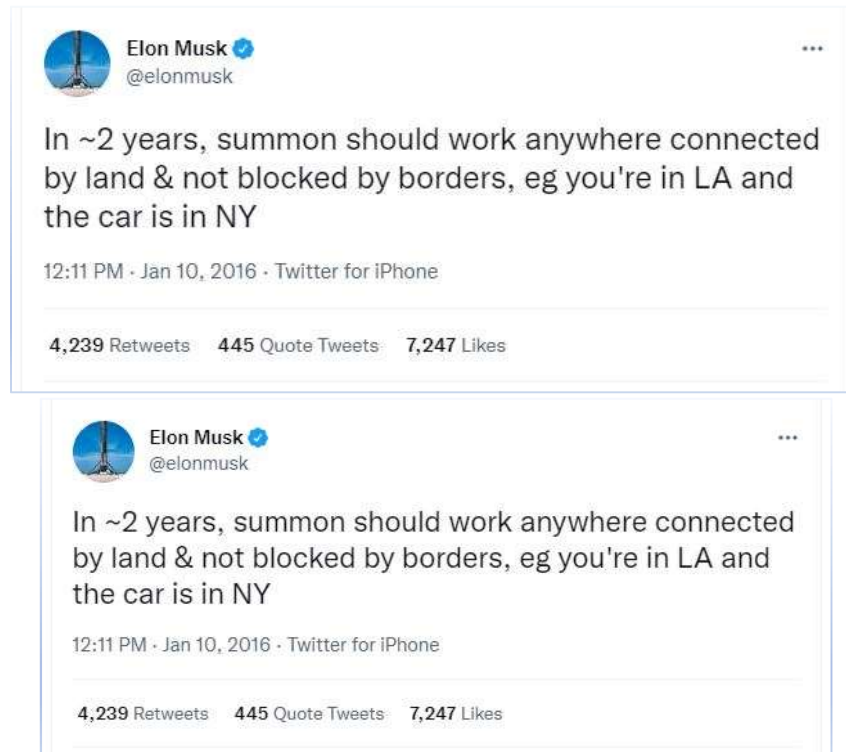 Elon Musk
@elonmusk
In ~2 years, summon should work anywhere connected
by land & not blocked by borders, eg you're in LA and
the car is in NY
12:11 PM · Jan 10, 2016 · Twitter for iPhone
4,239 Retweets 445 Quote Tweets 7,247 Likes
Elon Musk
@elonmusk
In ~2 years, summon should work anywhere connected
by land & not blocked by borders, eg you're in LA and
the car is in NY
12:11 PM · Jan 10, 2016 · Twitter for iPhone
4,239 Retweets 445 Quote Tweets 7,247 Likes